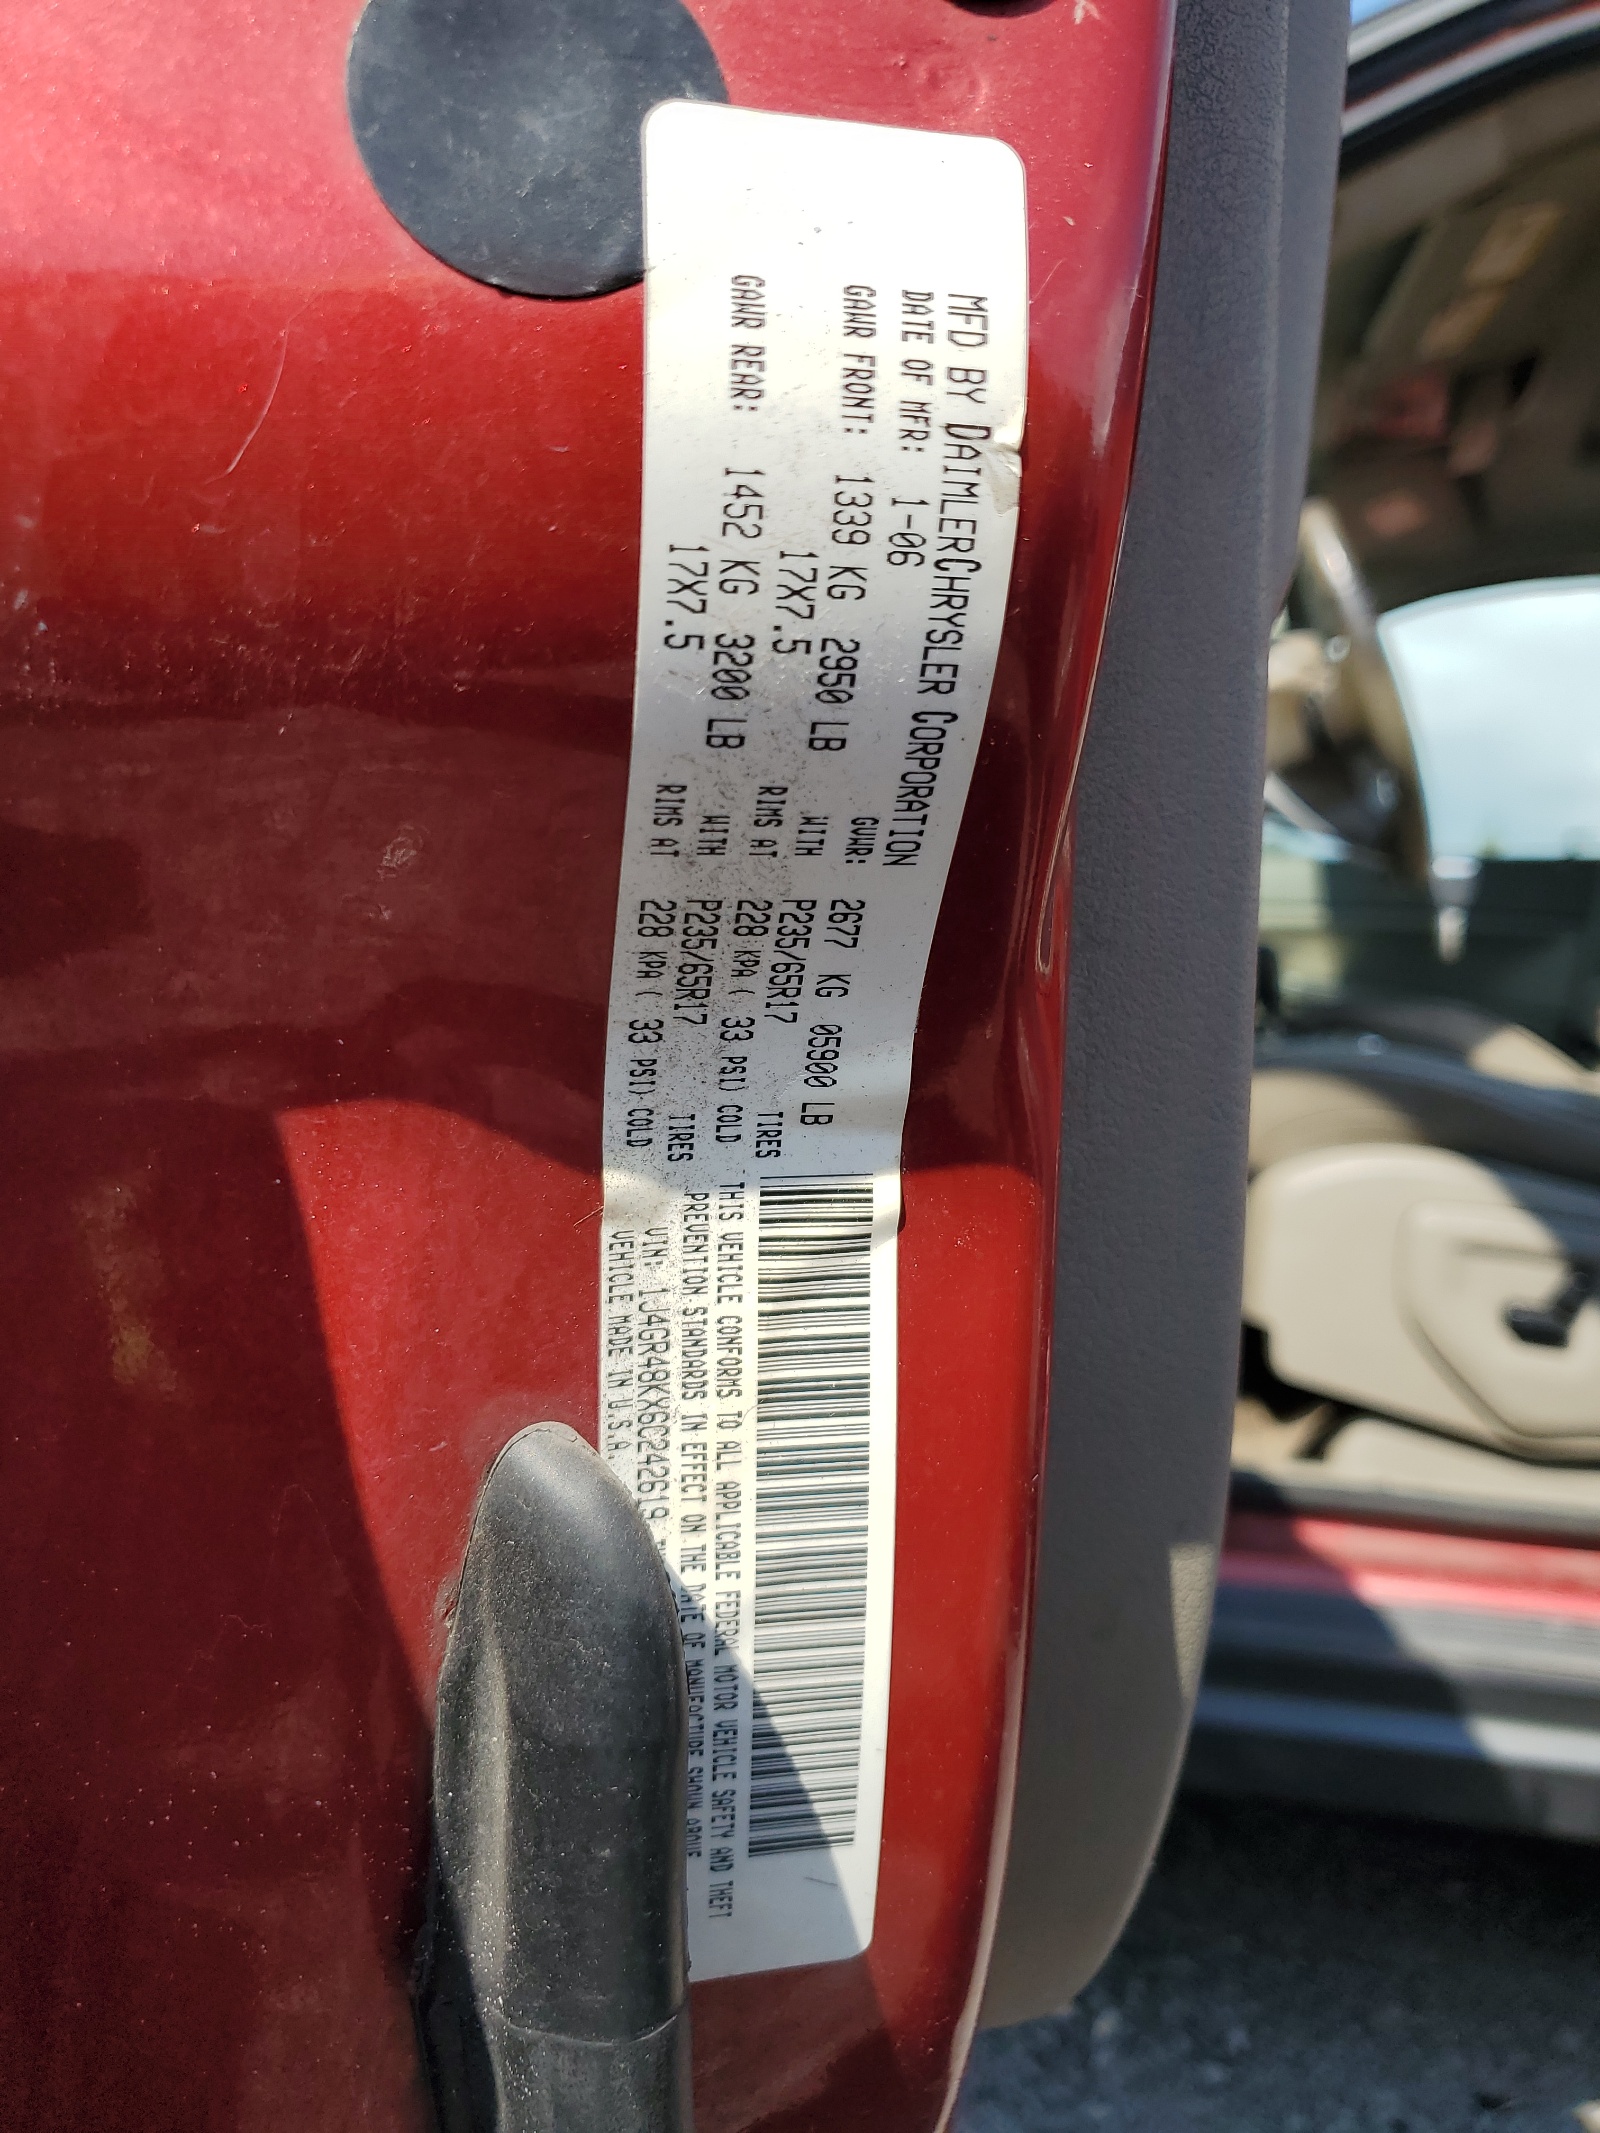 MFD BY DAIMLERCHRYSLER CORPORATION
DATE OF MFR: 1-06 GVWR: 2677 KG 05900 LB
GAWR FRONT: 1339 KG 2950 LB WITH P235/65R17 TIRES
17X7.5 RIMS AT 228 KPA( 33 PSI) COLD
GAWR REAR: 1452 KG 3200 LB WITH P235/65R17 TIRES
17X7.5 RIMS AT 228 KPA( 33 PSI) COLD
THIS VEHICLE CONFORMS TO ALL APPLICABLE FEDERAL MOTOR VEHICLE SAFETY AND THEFT
PREVENTION STANDARDS IN EFFECT ON THE DATE OF MANUFACTURE SHOWN ABOVE
VIN: 1J4GR48KX6C242619
VEHICLE MADE IN U.S.A.